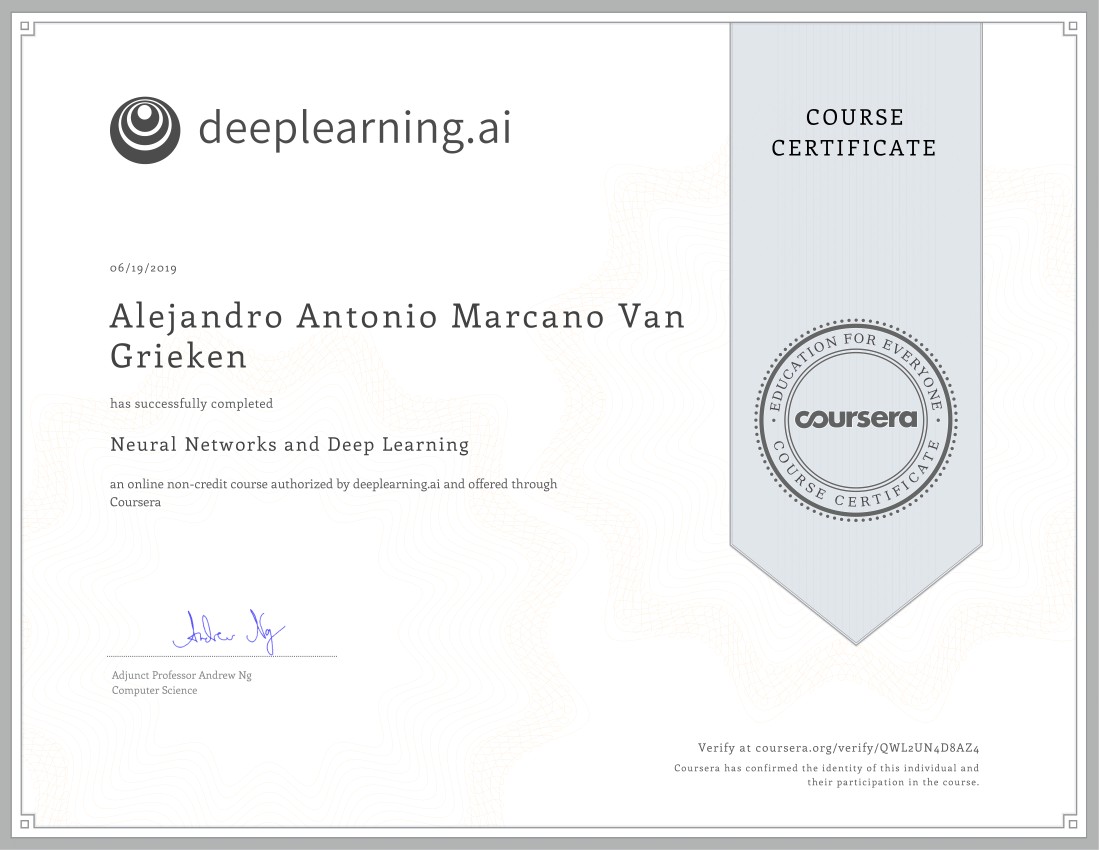 deeplearning.ai
COURSE
CERTIFICATE
06/19/2019
Alejandro Antonio Marcano Van
Grieken
has successfully completed
Neural Networks and Deep Learning
an online non-credit course authorized by deeplearning.ai and offered through
Coursera
EDUCATION FOR EVERYONE
coursera
COURSE CERTIFICATE
Andrew Ng
Adjunct Professor Andrew Ng
Computer Science
Verify at coursera.org/verify/QWL2UN4D8AZ4
Coursera has confirmed the identity of this individual and
their participation in the course.